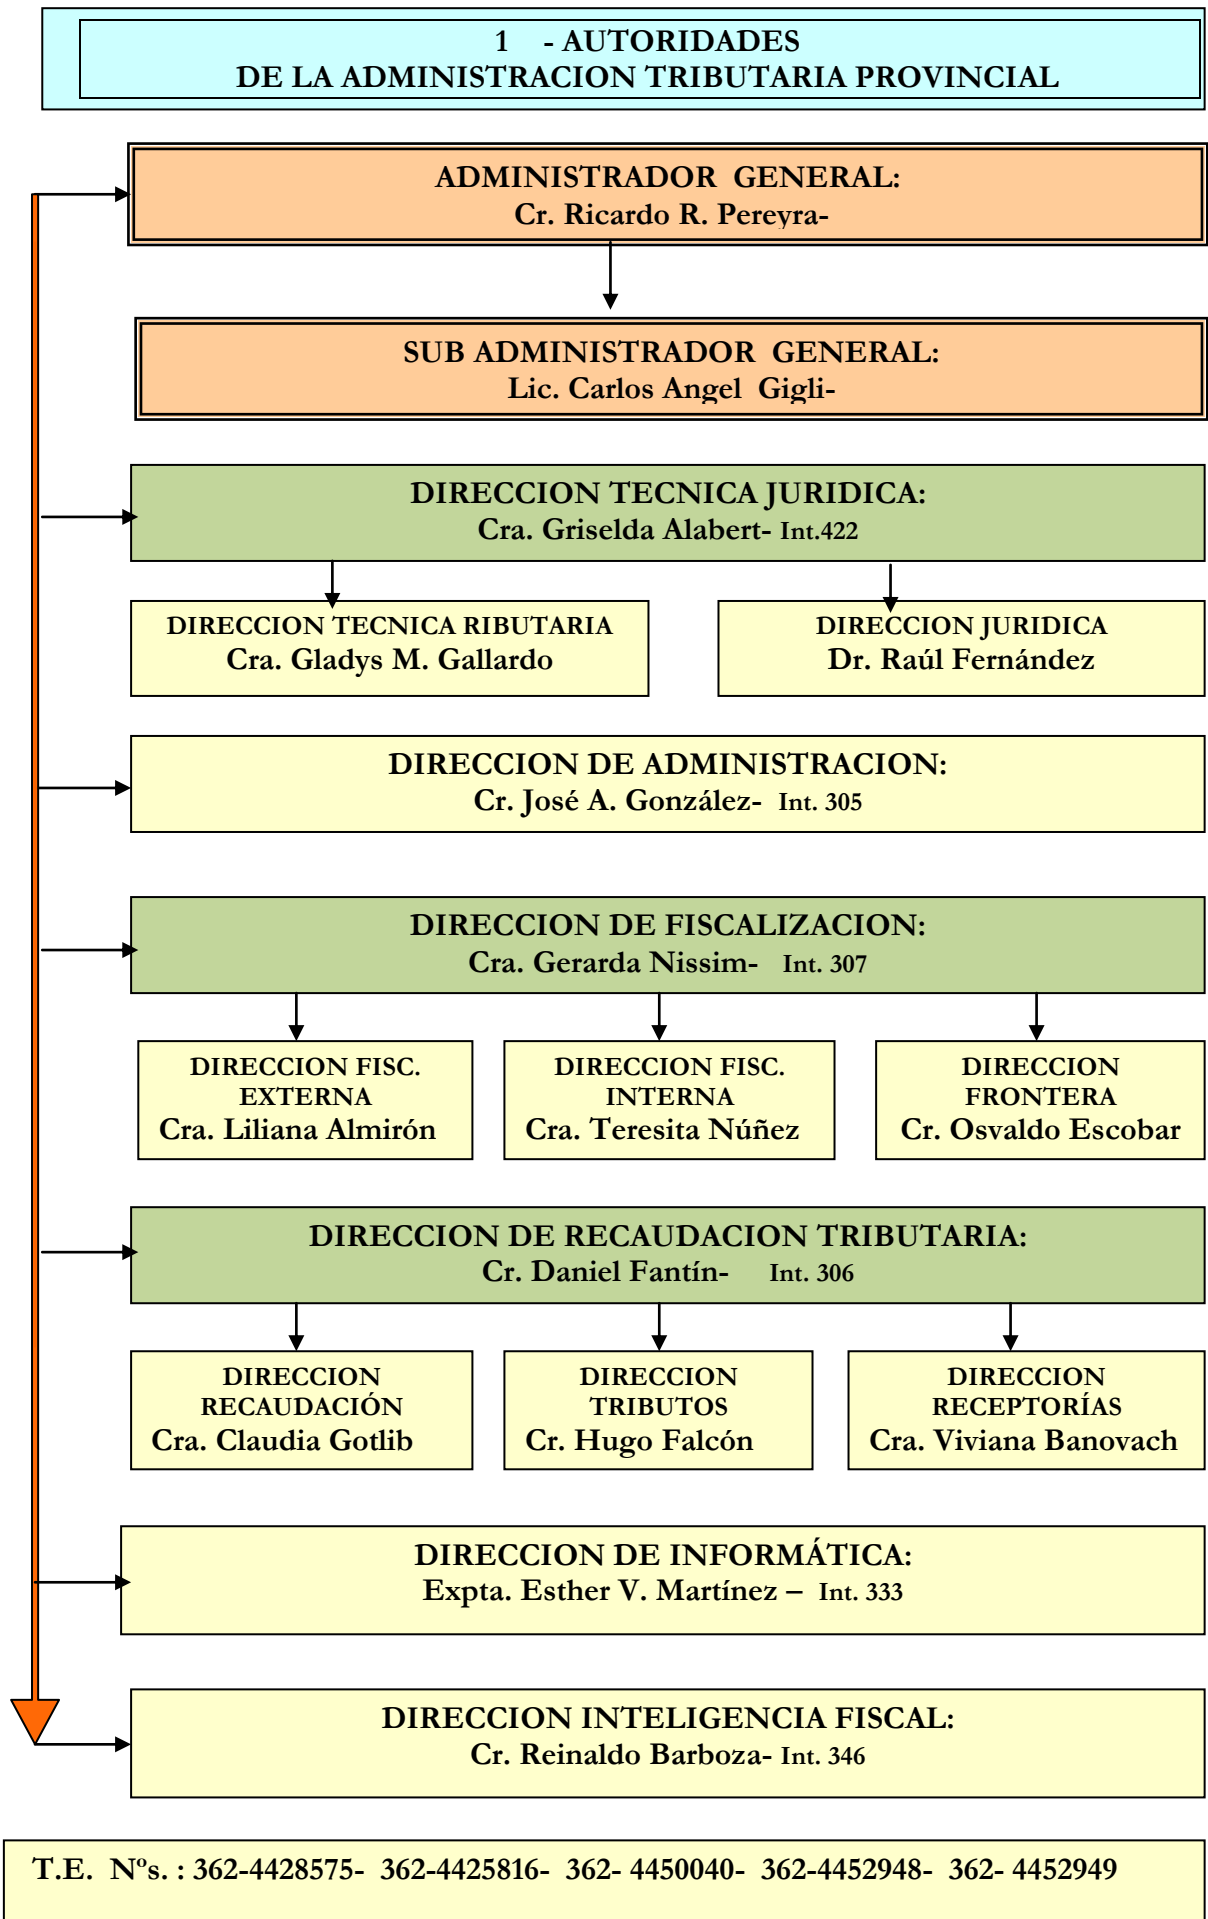 1 - AUTORIDADES
DE LA ADMINISTRACION TRIBUTARIA PROVINCIAL
ADMINISTRADOR GENERAL:
Cr. Ricardo R. Pereyra-
SUB ADMINISTRADOR GENERAL:
Lic. Carlos Angel Gigli-
DIRECCION TECNICA JURIDICA:
Cra. Griselda Alabert- Int.422
DIRECCION TECNICA RIBUTARIA
Cra. Gladys M. Gallardo
DIRECCION JURIDICA
Dr. Raúl Fernández
DIRECCION DE ADMINISTRACION:
Cr. José A. González- Int. 305
DIRECCION DE FISCALIZACION:
Cra. Gerarda Nissim- Int. 307
DIRECCION FISC.
EXTERNA
Cra. Liliana Almirón
DIRECCION FISC.
INTERNA
Cra. Teresita Núñez
DIRECCION
FRONTERA
Cr. Osvaldo Escobar
DIRECCION DE RECAUDACION TRIBUTARIA:
Cr. Daniel Fantín- Int. 306
DIRECCION
RECAUDACIÓN
Cra. Claudia Gotlib
DIRECCION
TRIBUTOS
Cr. Hugo Falcón
DIRECCION
RECEPTORÍAS
Cra. Viviana Banovach
DIRECCION DE INFORMÁTICA:
Expta. Esther V. Martínez – Int. 333
DIRECCION INTELIGENCIA FISCAL:
Cr. Reinaldo Barboza- Int. 346
T.E. Nºs. : 362-4428575- 362-4425816- 362- 4450040- 362-4452948- 362- 4452949